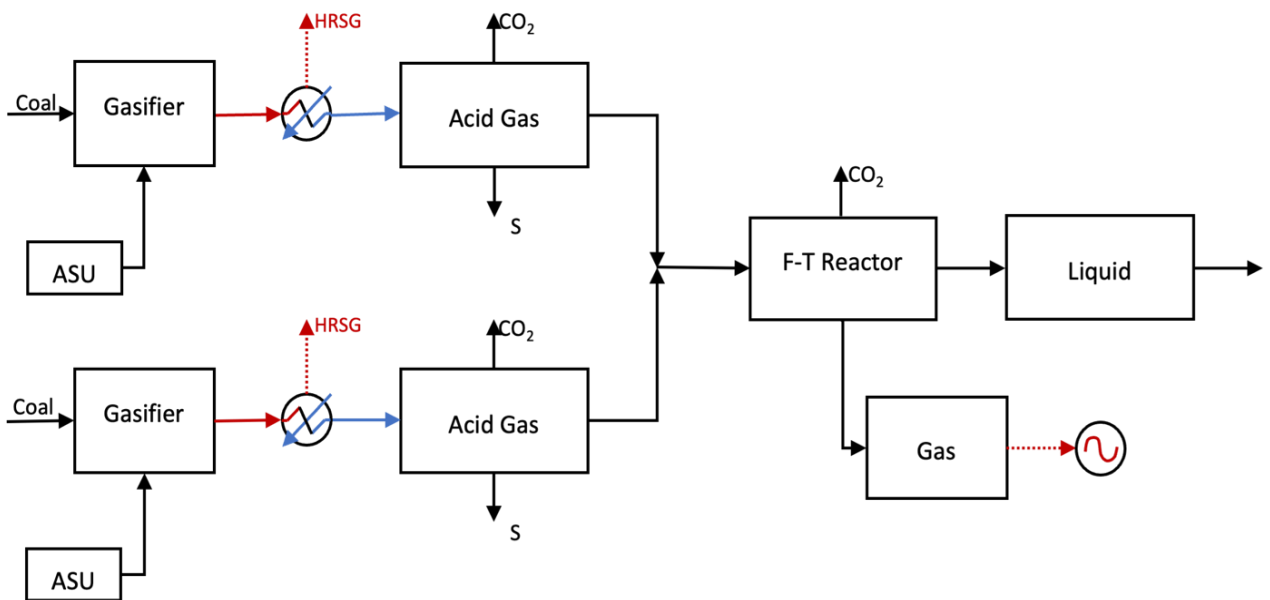 HRSG
CO₂
Coal
Gasifier
Acid Gas
ASU
S
CO₂
F-T Reactor
Liquid
HRSG
CO₂
Coal
Gasifier
Acid Gas
Gas
ASU
S